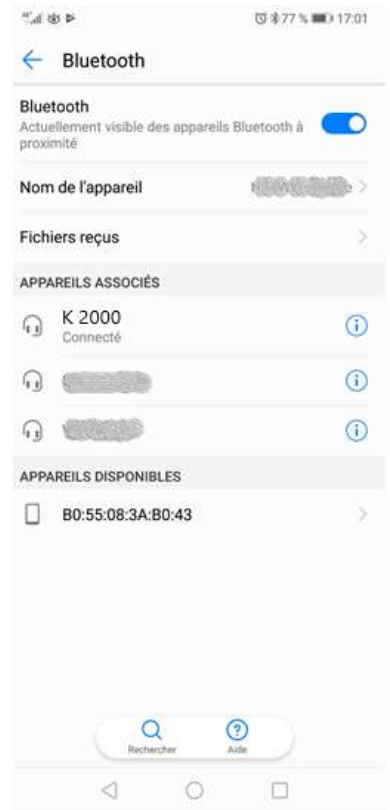 77 % 17:01
Bluetooth
Bluetooth
Actuellement visible des appareils Bluetooth à
proximité
Nom de l'appareil
Fichiers reçus
APPAREILS ASSOCIÉS
K 2000
Connecté
APPAREILS DISPONIBLES
B0:55:08:3A:B0:43
Rechercher Aide